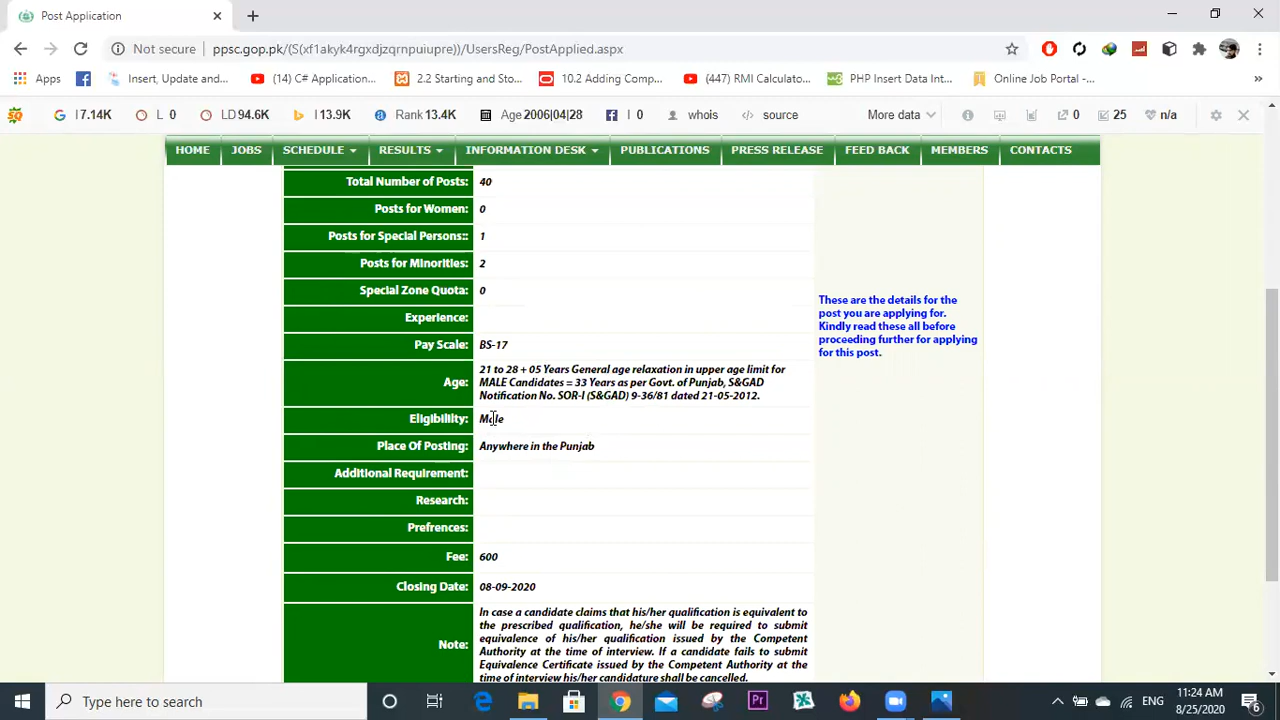 Post Application
Not secure
ppsc.gop.pk/(S(xf1akyk4rgxdjzqrnpuiupre))/UsersReg/PostApplied.aspx
Apps
Insert, Update and...
(14) C# Application...
2.2 Starting and Sto...
10.2 Adding Comp...
(447) RMI Calculato...
PHP Insert Data Int...
Online Job Portal -...
»
SQ
I 7.14K
L 0
LD 94.6K
I 13.9K
Rank 13.4K
Age 2006|04|28
I 0
whois
source
More data
0
25
n/a
HOME
JOBS
SCHEDULE
RESULTS
INFORMATION DESK
PUBLICATIONS
PRESS RELEASE
FEED BACK
MEMBERS
CONTACTS
Total Number of Posts: 40
Posts for Women: 0
Posts for Special Persons:: 1
Posts for Minorities: 2
Special Zone Quota: 0
Experience:
Pay Scale: BS-17
Age: 21 to 28 + 05 Years General age relaxation in upper age limit for
MALE Candidates = 33 Years as per Govt. of Punjab, S&GAD
Notification No. SOR-I (S&GAD) 9-36/81 dated 21-05-2012.
Eligibility: Male
Place Of Posting: Anywhere in the Punjab
Additional Requirement:
Research:
Prefrences:
Fee: 600
Closing Date: 08-09-2020
Note: In case a candidate claims that his/her qualification is equivalent to
the prescribed qualification, he/she will be required to submit
equivalence of his/her qualification issued by the Competent
Authority at the time of interview. If a candidate fails to submit
Equivalence Certificate issued by the Competent Authority at the
time of interview his/her candidature shall be cancelled.
These are the details for the
post you are applying for.
Kindly read these all before
proceeding further for applying
for this post.
Type here to search
Pr
ENG
11:24 AM
8/25/2020
6